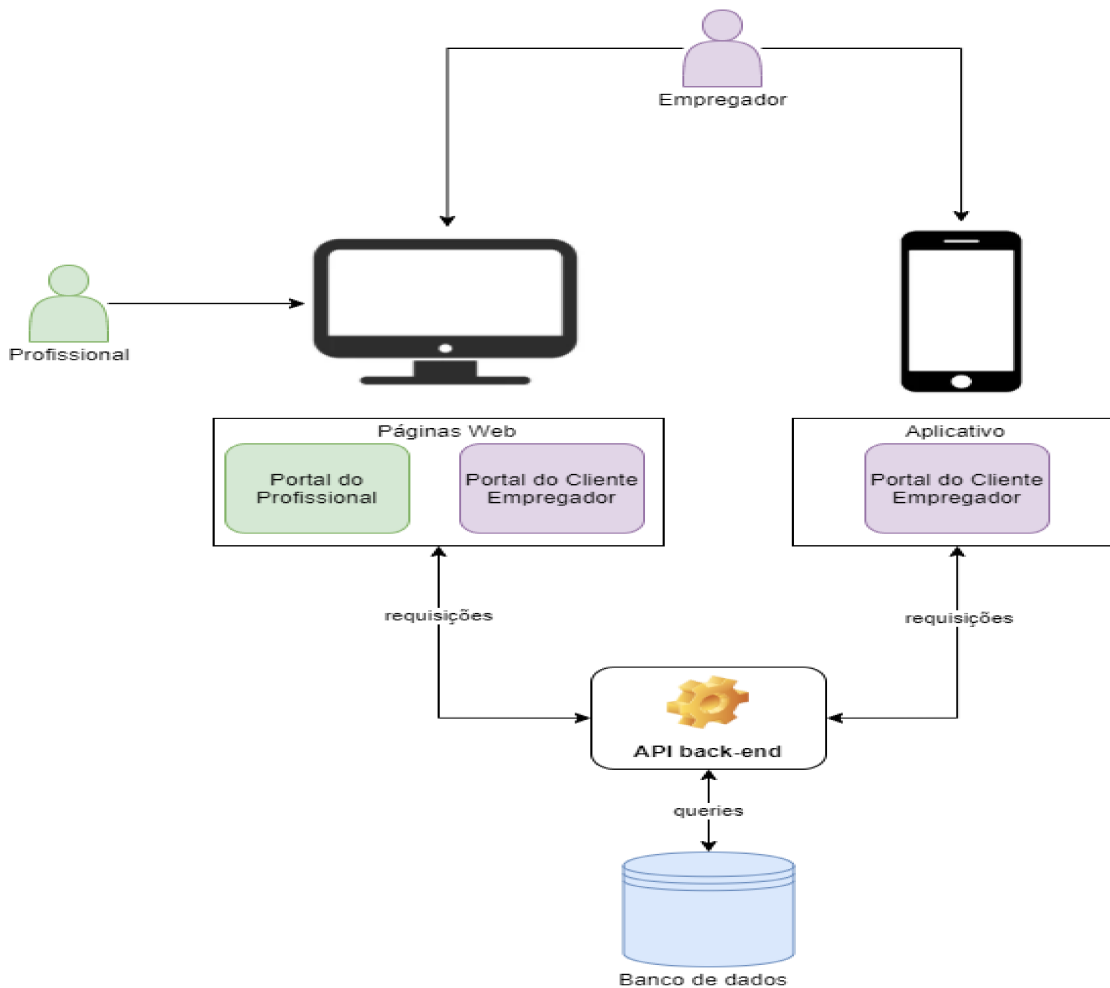 Empregador
Profissional
Páginas Web
Portal do
Profissional
Portal do Cliente
Empregador
Aplicativo
Portal do Cliente
Empregador
requisições
requisições
API back-end
queries
Banco de dados